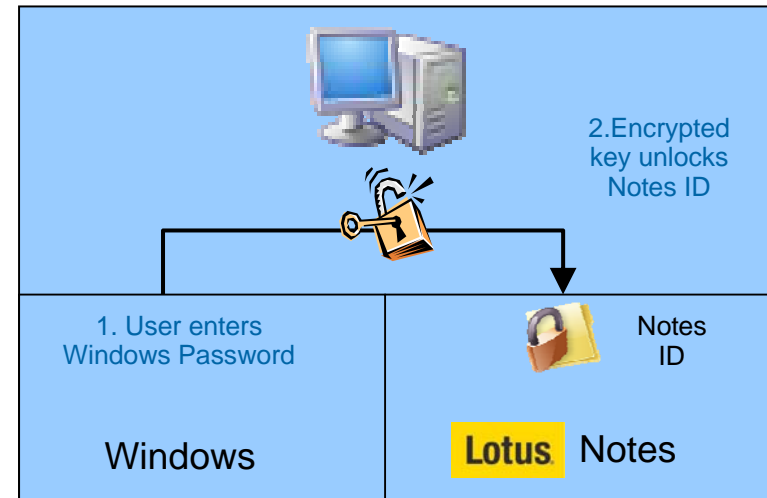 2.Encrypted
key unlocks
Notes ID
1. User enters
Windows Password
Notes
ID
Windows
Lotus Notes